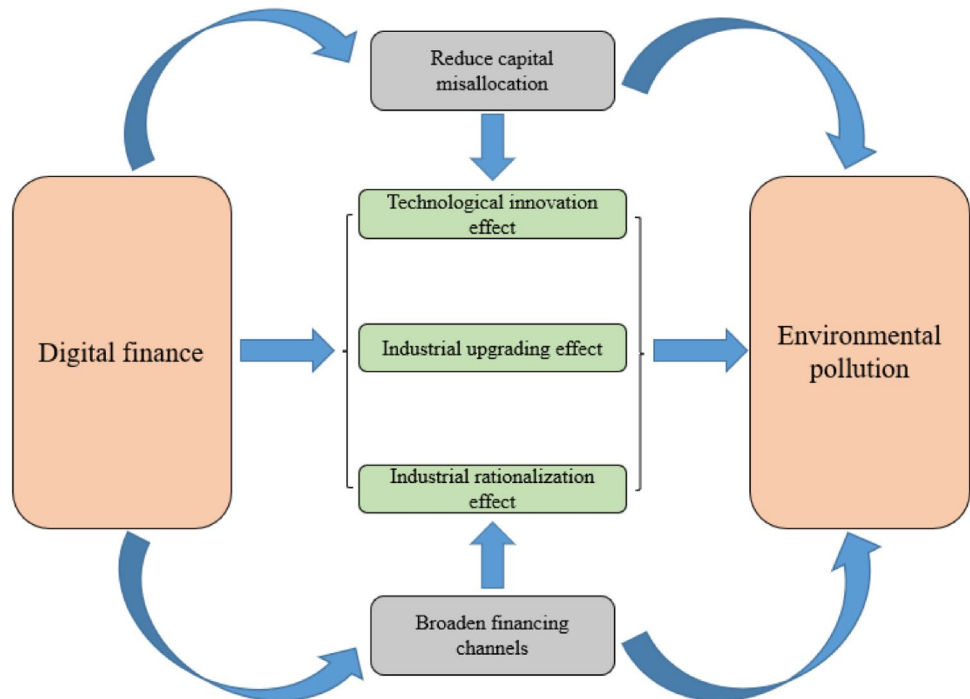 Reduce capital
misallocation
Technological innovation
effect
Digital finance
Industrial upgrading effect
Environmental
pollution
Industrial rationalization
effect
Broaden financing
channels